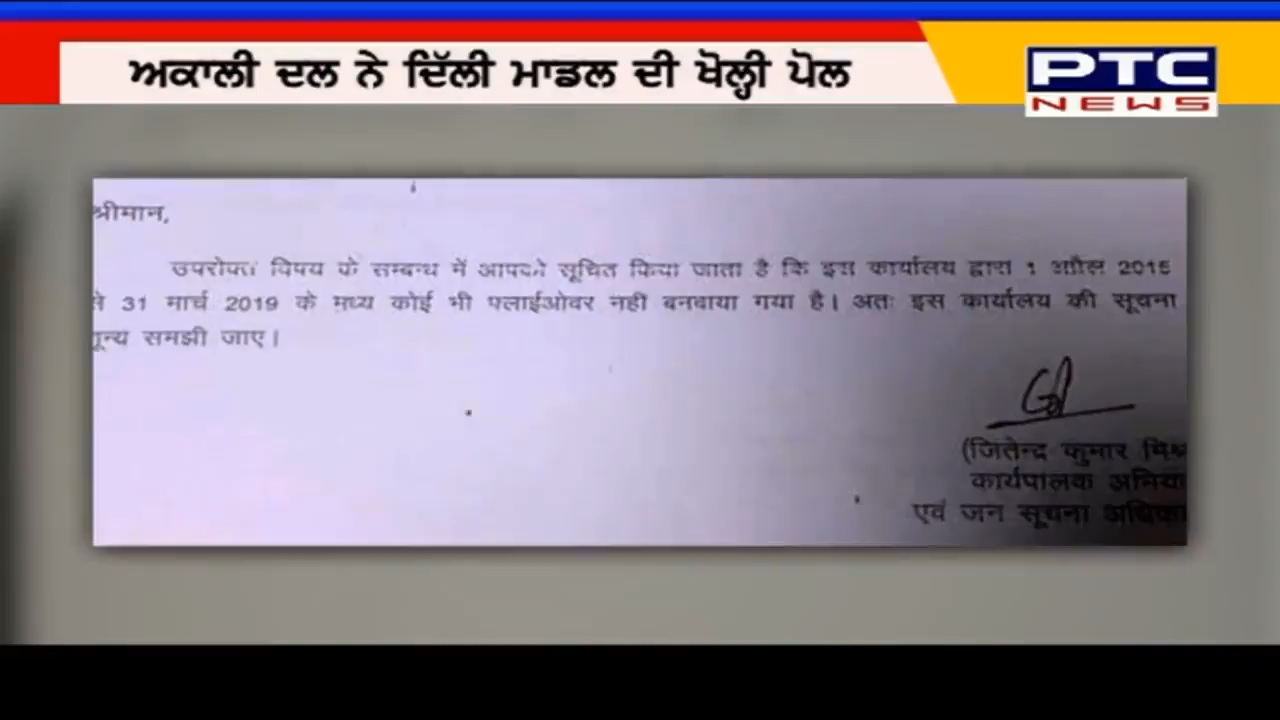 ਅਕਾਲੀ ਦਲ ਨੇ ਦਿੱਲੀ ਮਾਡਲ ਦੀ ਖੋਲ੍ਹੀ ਪੋਲ
PTC
NEWS
श्रीमान,
उपरोक्त विषय के सम्बन्ध में आपको सूचित किया जाता है कि इस कार्यालय द्वारा 1 अप्रैल 2015
से 31 मार्च 2019 के मध्य कोई भी फ्लाईओवर नहीं बनवाया गया है। अतः इस कार्यालय की सूचना
शून्य समझी जाए।
(जितेन्द्र कुमार
कार्यपालक
एवं जन सूचना